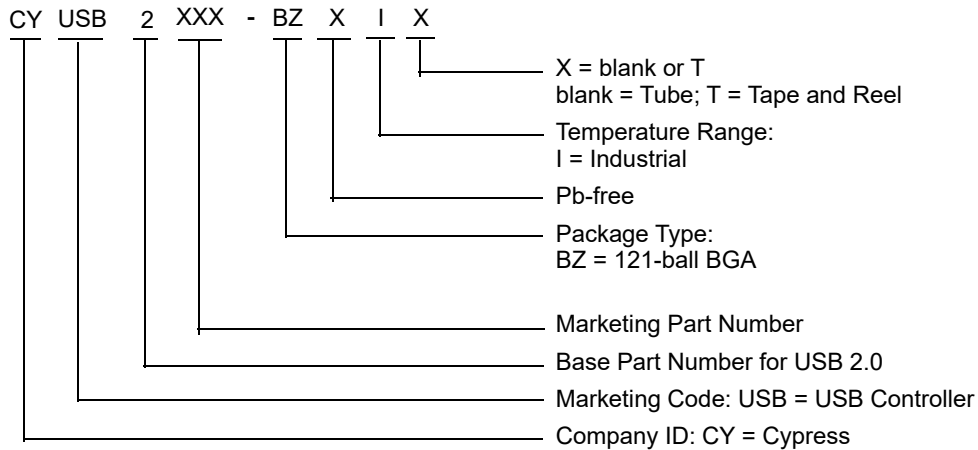 CY USB 2 XXX - BZ X I X
X = blank or T
blank = Tube; T = Tape and Reel
Temperature Range:
I = Industrial
Pb-free
Package Type:
BZ = 121-ball BGA
Marketing Part Number
Base Part Number for USB 2.0
Marketing Code: USB = USB Controller
Company ID: CY = Cypress